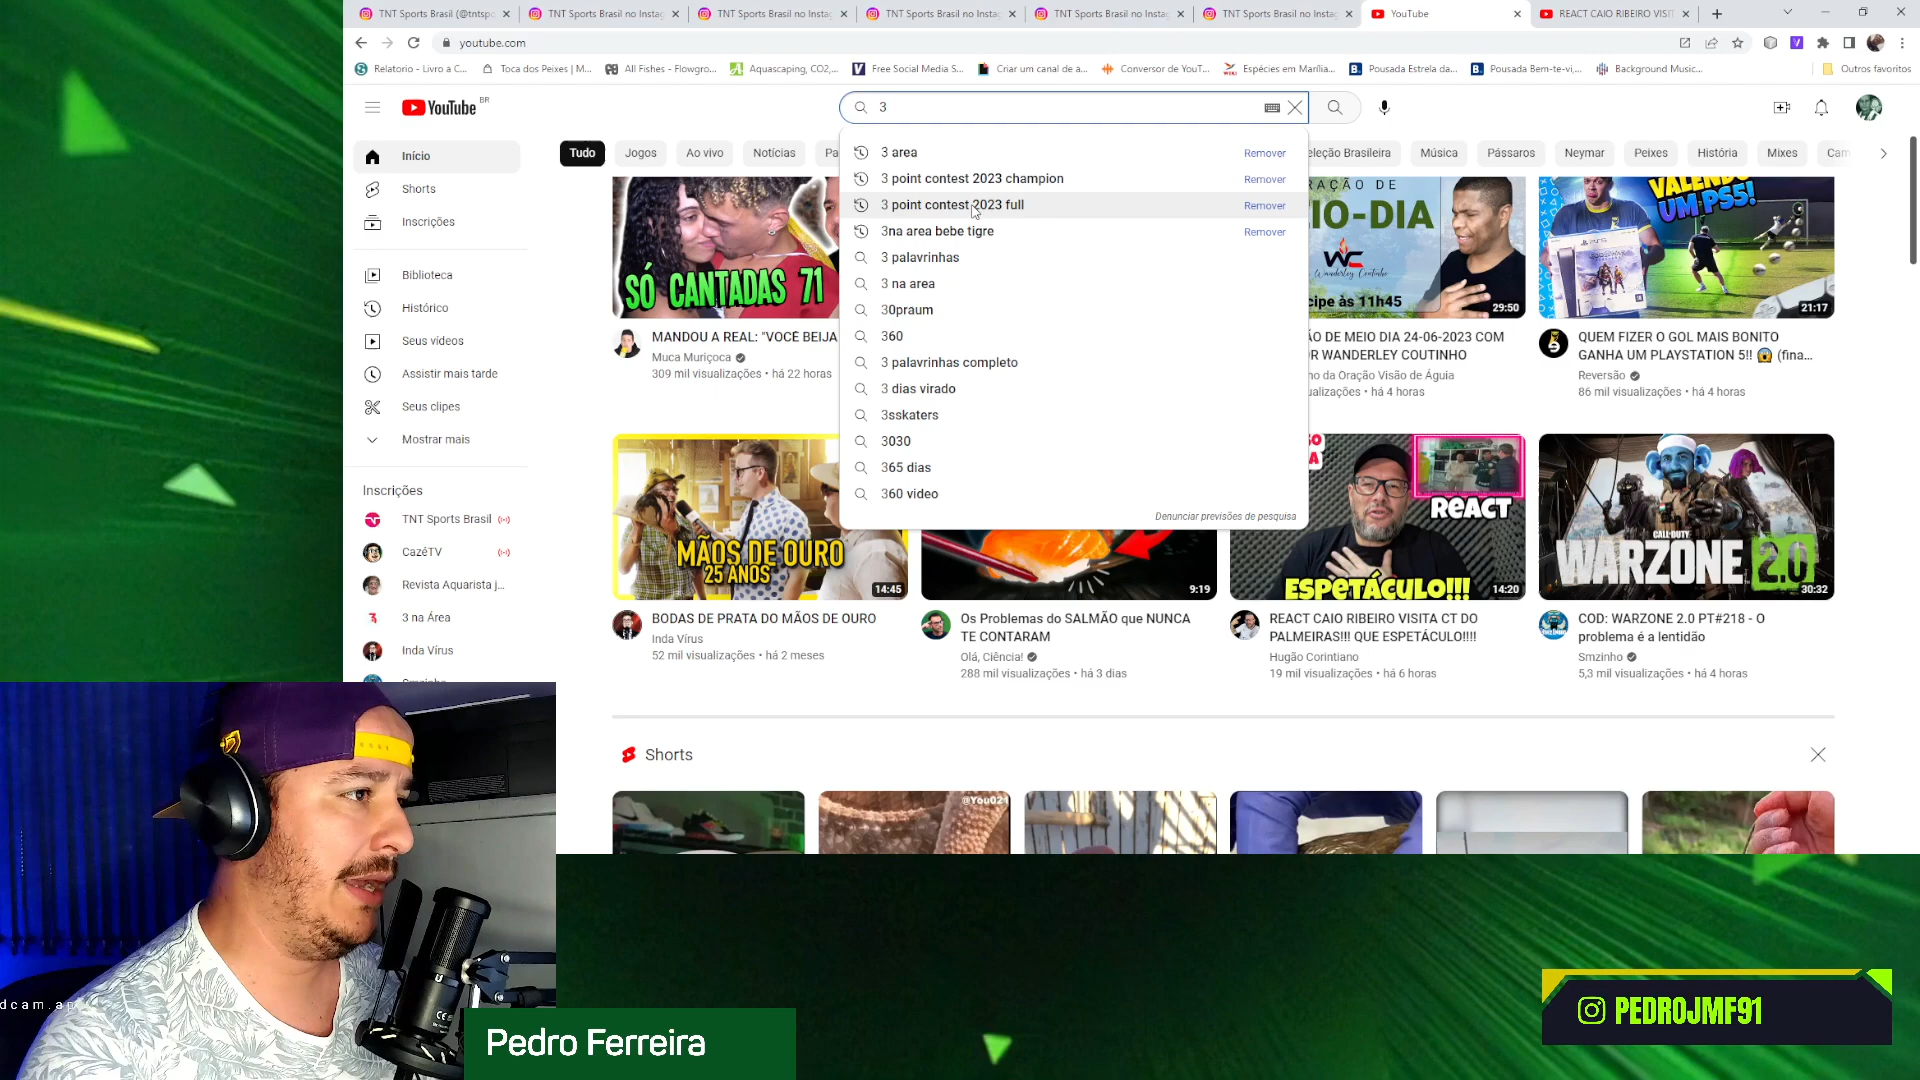 TNT Sports Brasil (@tntspo
TNT Sports Brasil no Instag
TNT Sports Brasil no Instag
TNT Sports Brasil no Instag
TNT Sports Brasil no Instag
TNT Sports Brasil no Instag
YouTube
REACT CAIO RIBEIRO VISIT
youtube.com
Relatorio - Livro a C...
Toca dos Peixes | M...
All Fishes - Flowgro...
Aquascaping, CO2,...
Free Social Media S...
Criar um canal de a...
Conversor de YouT...
Espécies em Marília...
Pousada Estrela da...
Pousada Bem-te-vi,...
Background Music...
Outros favoritos
YouTube BR
3
Início
Shorts
Inscrições
Biblioteca
Histórico
Seus vídeos
Assistir mais tarde
Seus clipes
Mostrar mais
Inscrições
TNT Sports Brasil
CazéTV
Revista Aquarista j...
3 na Área
Inda Vírus
Tudo
Jogos
Ao vivo
Notícias
Pa
eleção Brasileira
Música
Pássaros
Neymar
Peixes
História
Mixes
Cam
3 area
Remover
3 point contest 2023 champion
Remover
3 point contest 2023 full
Remover
3na area bebe tigre
Remover
3 palavrinhas
3 na area
30praum
360
3 palavrinhas completo
3 dias virado
3sskaters
3030
365 dias
360 video
Denunciar previsões de pesquisa
SÓ CANTADAS 71
MANDOU A REAL: "VOCÊ BEIJA
Muca Muriçoca
309 mil visualizações • há 22 horas
RAÇÃO DE
IO-DIA
WC
Wanderley Coutinho
cipe às 11h45
29:50
ÃO DE MEIO DIA 24-06-2023 COM
R WANDERLEY COUTINHO
no da Oração Visão de Águia
ualizações • há 4 horas
VALENDO
UM PS5!
21:17
QUEM FIZER O GOL MAIS BONITO
GANHA UM PLAYSTATION 5!! 😱 (fina...
Reversão
86 mil visualizações • há 4 horas
MÃOS DE OURO
25 ANOS
14:45
BODAS DE PRATA DO MÃOS DE OURO
Inda Vírus
52 mil visualizações • há 2 meses
9:19
Os Problemas do SALMÃO que NUNCA
TE CONTARAM
Olá, Ciência!
288 mil visualizações • há 3 dias
REACT
ESPETÁCULO!!!
14:20
REACT CAIO RIBEIRO VISITA CT DO
PALMEIRAS!!! QUE ESPETÁCULO!!!!
Hugão Corintiano
19 mil visualizações • há 6 horas
CALL•DUTY
WARZONE 2.0
30:32
COD: WARZONE 2.0 PT#218 - O
problema é a lentidão
Smzinho
5,3 mil visualizações • há 4 horas
Shorts
@You021
dcam.ap
Pedro Ferreira
PEDROJMF91